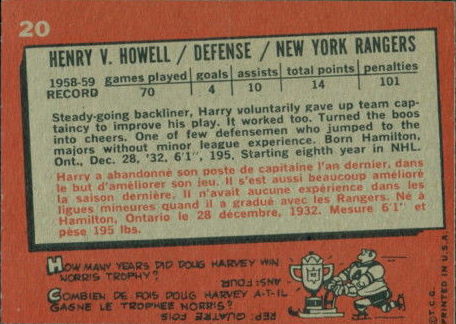 20
HENRY V. HOWELL / DEFENSE / NEW YORK RANGERS
1958-59 games played goals assists total points penalties
RECORD 70 4 10 14 101
Steady-going backliner, Harry voluntarily gave up team cap-
taincy to improve his play. It worked too. Turned the boos
into cheers. One of few defensemen who jumped to the
majors without minor league experience. Born Hamilton,
Ont., Dec. 28, '32, 6'1", 195. Starting eighth year in NHL.
Harry a abandonné son poste de capitaine l'an dernier, dans
le but d'améliorer son jeu. Il s'est aussi beaucoup amélioré
la saison dernière. Il n'avait aucune expérience dans les
ligues mineures quand il a gradué avec les Rangers. Né à
Hamilton, Ontario le 28 décembre, 1932. Mesure 6'1" et
pèse 195 lbs.
HOW MANY YEARS DID DOUG HARVEY WIN
NORRIS TROPHY?
ANS: FOUR
COMBIEN DE FOIS DOUG HARVEY A-T-IL
GAGNE LE TROPHEE NORRIS?
REP: QUATRE FOIS
©T.C.G. PRINTED IN U.S.A.